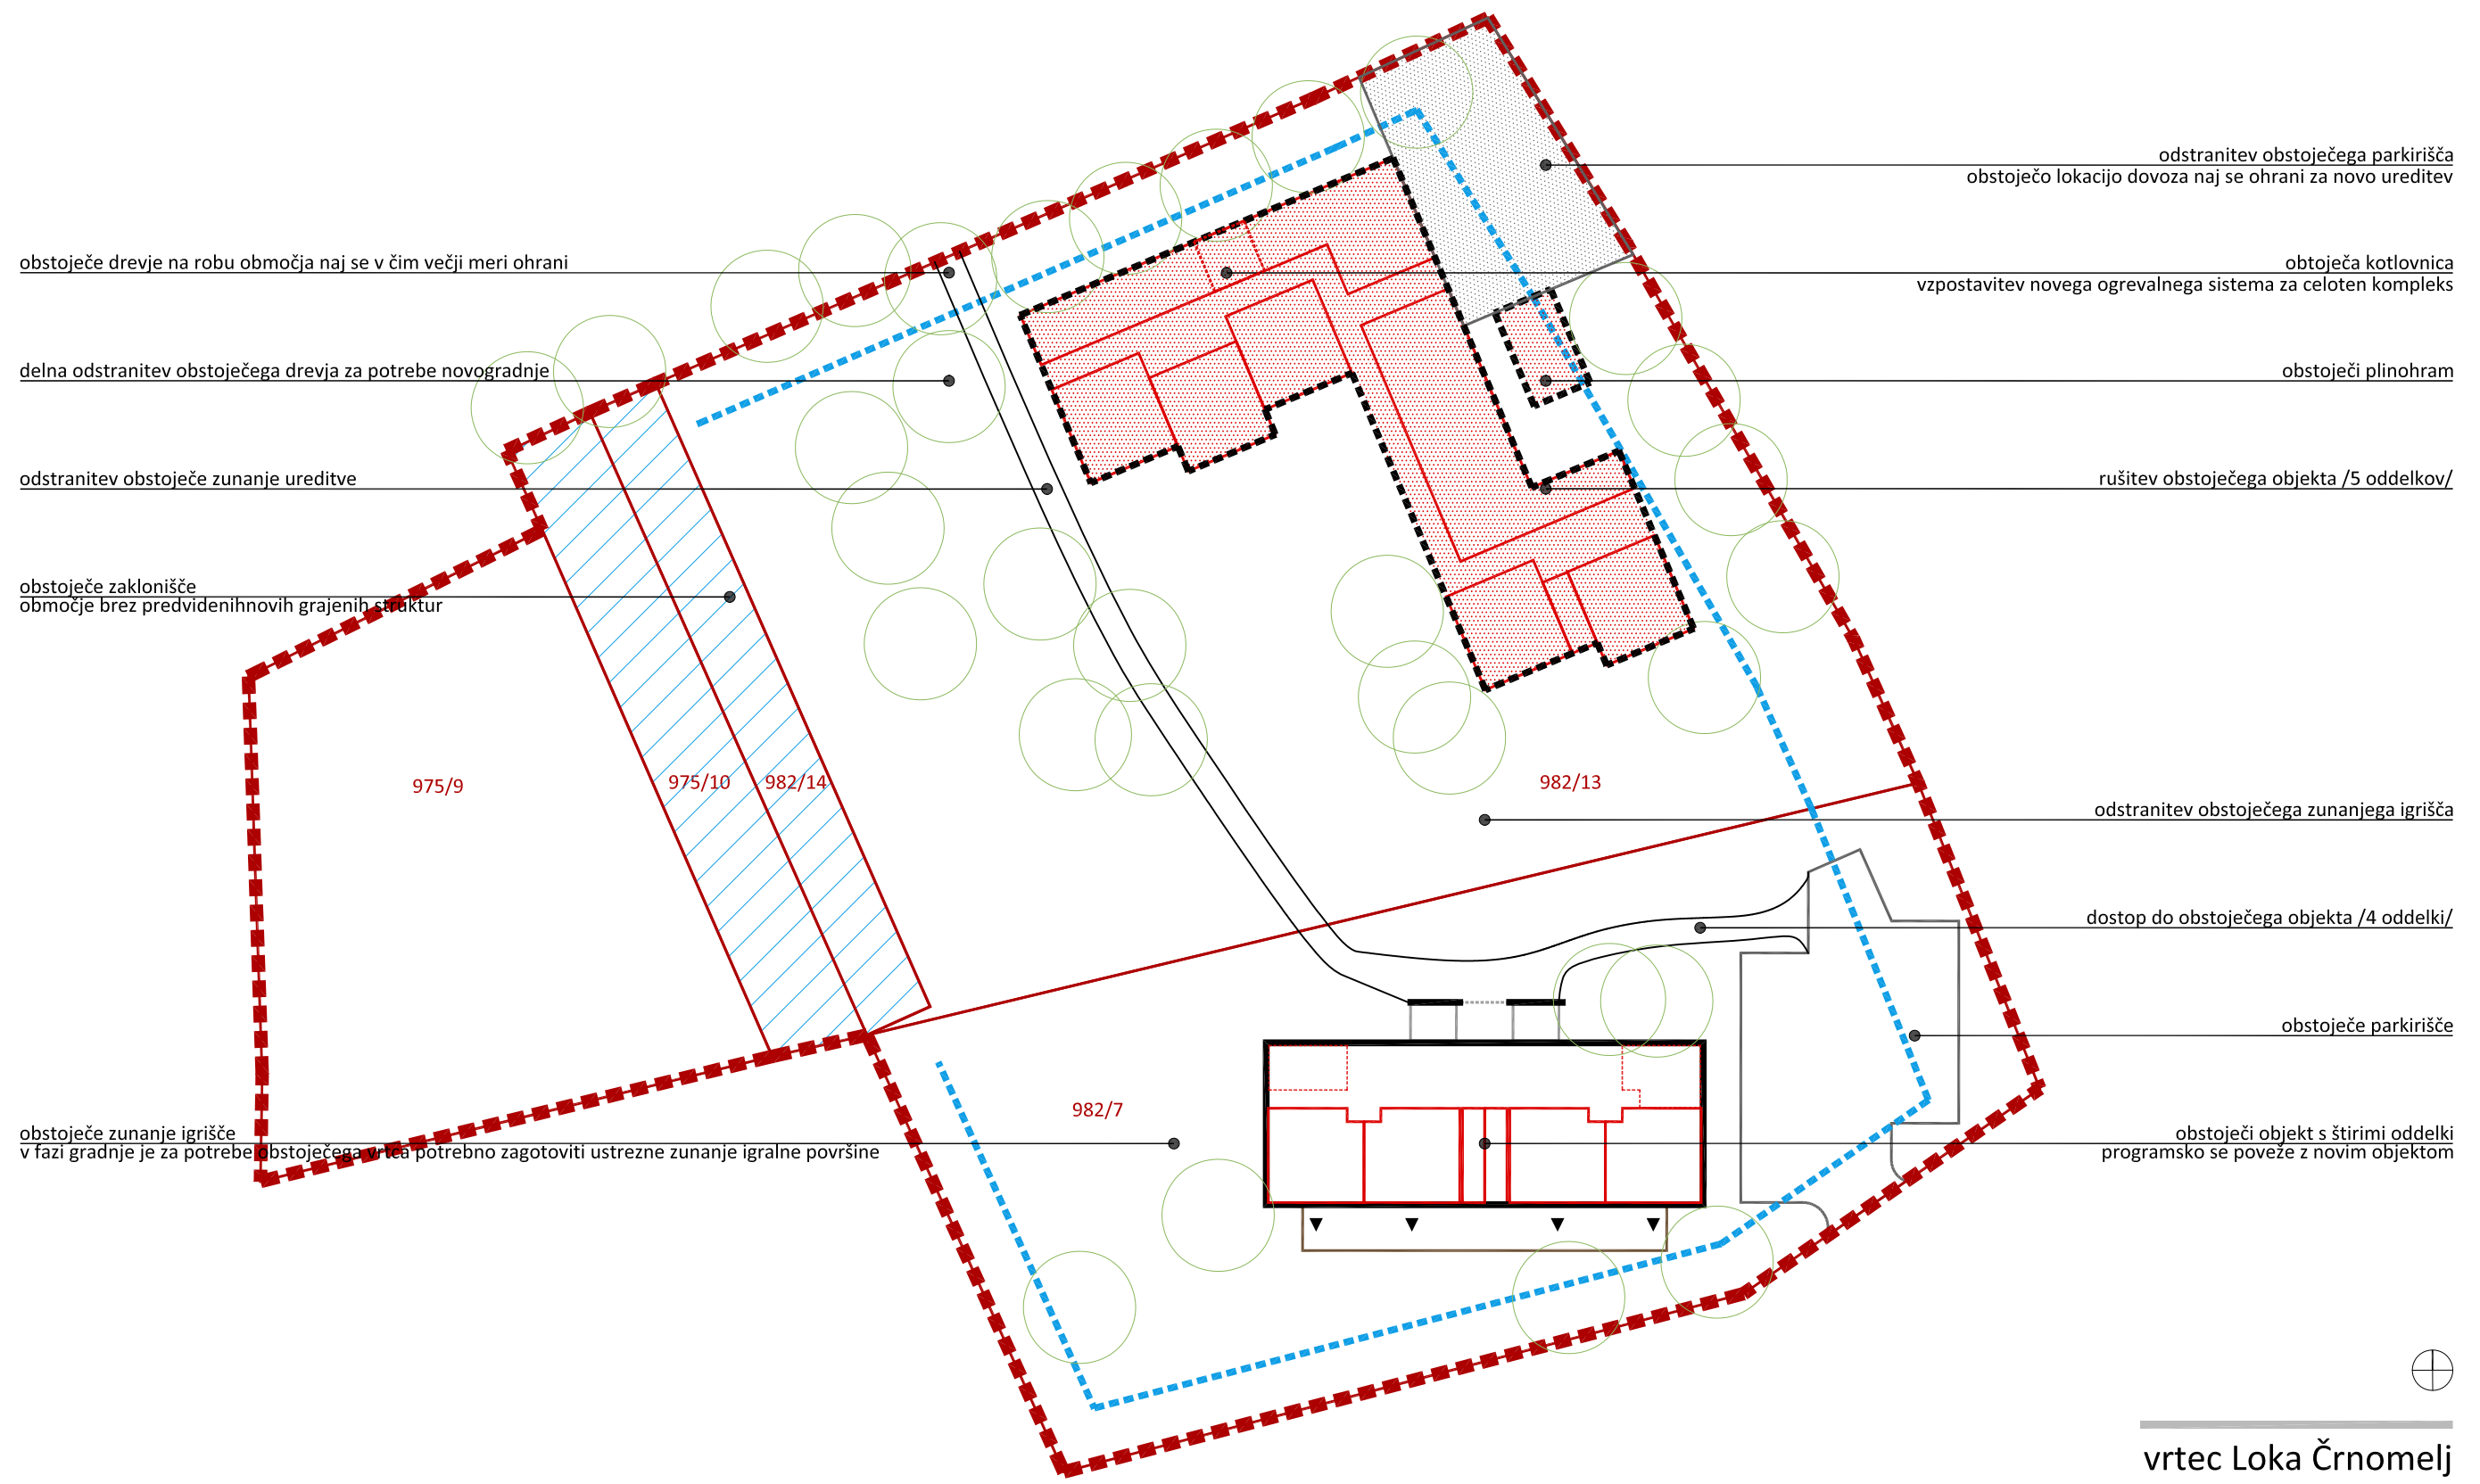 odstranitev obstoječega parkirišča
obstoječo lokacijo dovoza naj se ohrani za novo ureditev
obstoječe drevje na robu območja naj se v čim večji meri ohrani
obtoječa kotlovnica
vzpostavitev novega ogrevalnega sistema za celoten kompleks
delna odstranitev obstoječega drevja za potrebe novogradnje
obstoječi plinohram
odstranitev obstoječe zunanje ureditve
rušitev obstoječega objekta /5 oddelkov/
obstoječe zaklonišče
območje brez predvidenihnovih grajenih struktur
975/9
975/10
982/14
982/13
odstranitev obstoječega zunanjega igrišča
dostop do obstoječega objekta /4 oddelki/
obstoječe parkirišče
982/7
obstoječe zunanje igrišče
v fazi gradnje je za potrebe obstoječega vrtca potrebno zagotoviti ustrezne zunanje igralne površine
obstoječi objekt s štirimi oddelki
programsko se poveže z novim objektom
vrtec Loka Črnomelj